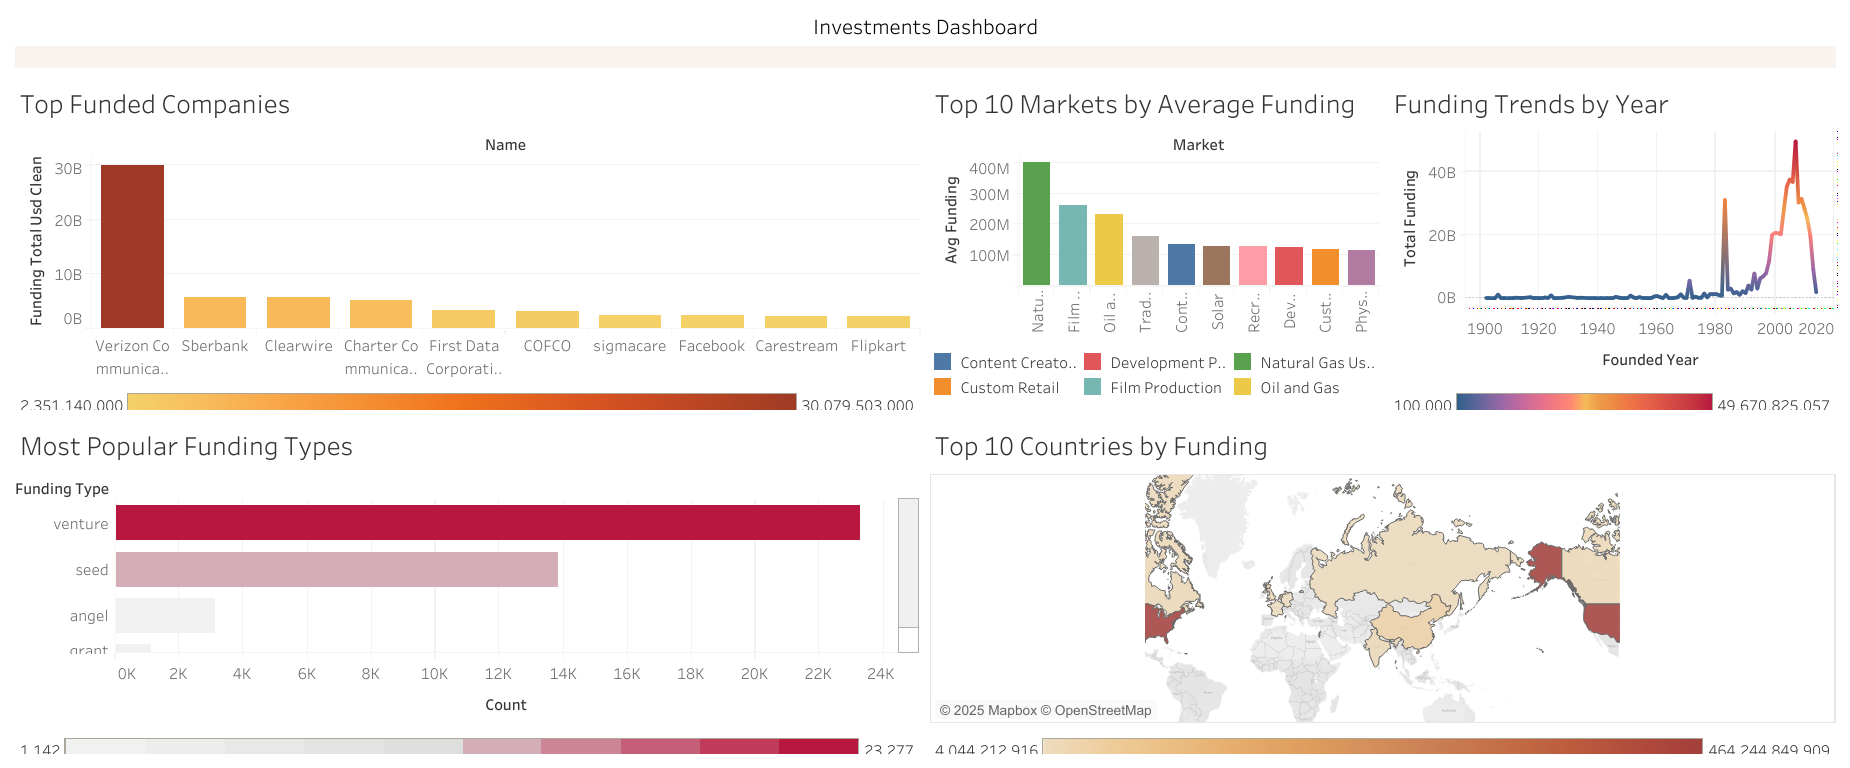 Investments Dashboard
Top Funded Companies
Name
Funding Total Usd Clean
30B
20B
10B
0B
Verizon Co
mmunica..
Sberbank
Clearwire
Charter Co
mmunica..
First Data
Corporati..
COFCO
sigmacare
Facebook
Carestream
Flipkart
2,351,140,000
30,079,503,000
Top 10 Markets by Average Funding
Market
Avg Funding
400M
300M
200M
100M
Natu..
Film ..
Oil a..
Trad..
Cont..
Solar
Recr..
Dev..
Cust..
Phys..
Content Creato..
Development P..
Natural Gas Us..
Custom Retail
Film Production
Oil and Gas
Funding Trends by Year
Total Funding
40B
20B
0B
1900
1920
1940
1960
1980
2000
2020
Founded Year
100,000
49,670,825,057
Most Popular Funding Types
Funding Type
venture
seed
angel
grant
0K
2K
4K
6K
8K
10K
12K
14K
16K
18K
20K
22K
24K
Count
1,142
23,277
Top 10 Countries by Funding
© 2025 Mapbox © OpenStreetMap
4,044,212,916
464,244,849,909